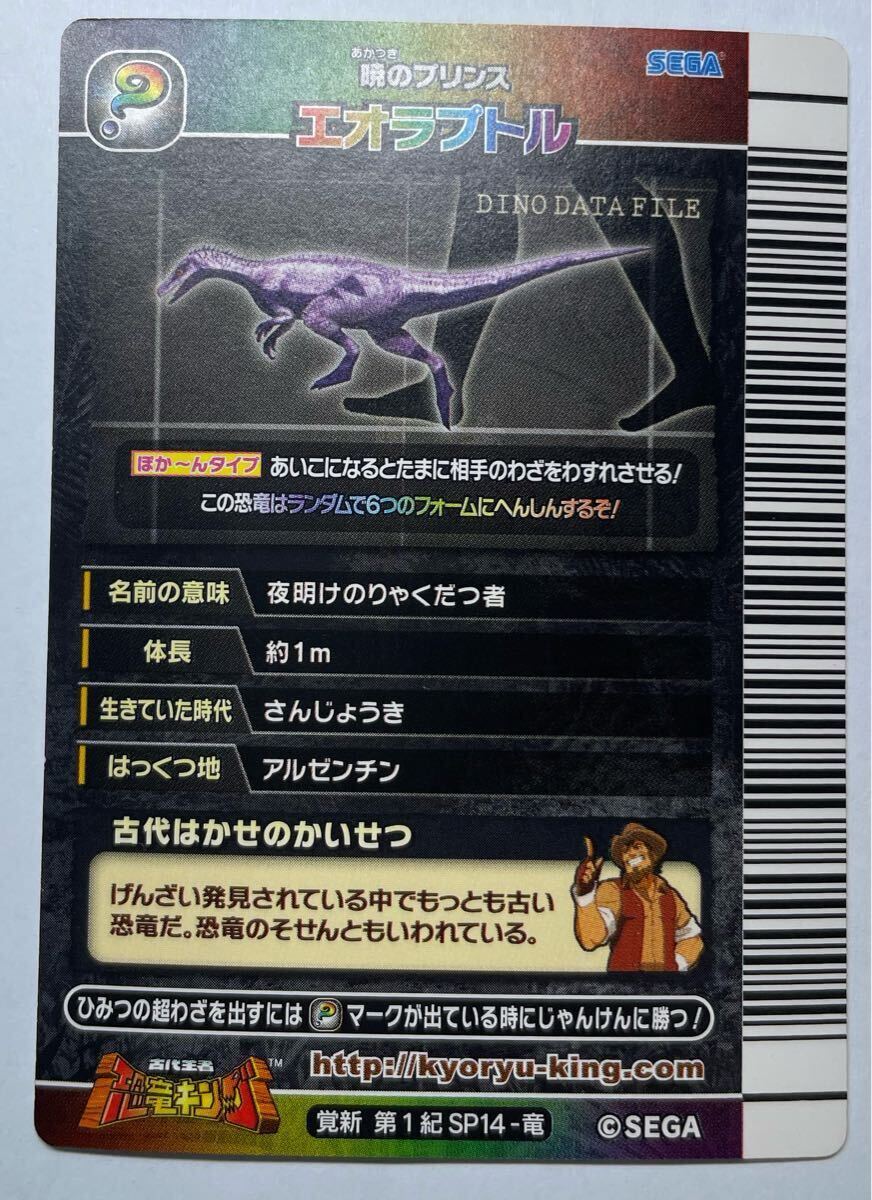 あかつき
暁のプリンス
SEGA
エオラプトル
DINO DATA FILE
ぽか〜んタイプ あいこになるとたまに相手のわざをわすれさせる!
この恐竜はランダムで6つのフォームにへんしんするぞ!
名前の意味 夜明けのりゃくだつ者
体長 約1m
生きていた時代 さんじょうき
はっくつ地 アルゼンチン
古代はかせのかいせつ
げんざい発見されている中でもっとも古い
恐竜だ。恐竜のそせんともいわれている。
ひみつの超わざを出すには ? マークが出ている時にじゃんけんに勝つ!
古代王者
恐竜キング TM
http://kyoryu-king.com
覚新 第1紀 SP14-竜
©SEGA